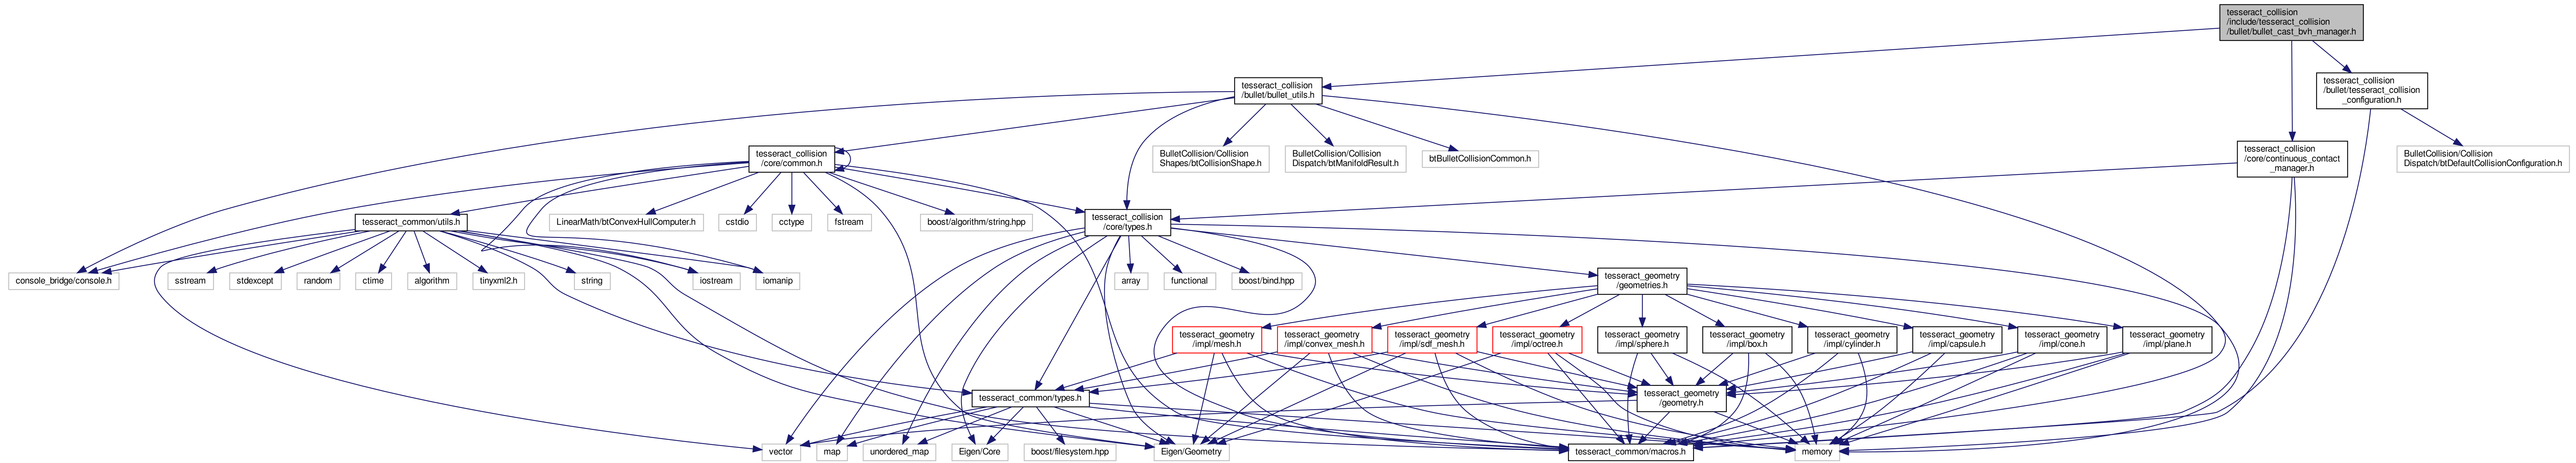 tesseract_collision
/include/tesseract_collision
/bullet/bullet_cast_bvh_manager.h
tesseract_collision
/bullet/bullet_utils.h
tesseract_collision
/bullet/tesseract_collision
_configuration.h
tesseract_collision
/core/common.h
BulletCollision/Collision
Shapes/btCollisionShape.h
BulletCollision/Collision
Dispatch/btManifoldResult.h
btBulletCollisionCommon.h
tesseract_collision
/core/continuous_contact
_manager.h
BulletCollision/Collision
Dispatch/btDefaultCollisionConfiguration.h
tesseract_common/utils.h
LinearMath/btConvexHullComputer.h
cstdio
cctype
fstream
boost/algorithm/string.hpp
tesseract_collision
/core/types.h
console_bridge/console.h
sstream
stdexcept
random
ctime
algorithm
tinyxml2.h
string
iostream
iomanip
array
functional
boost/bind.hpp
tesseract_geometry
/geometries.h
tesseract_geometry
/impl/mesh.h
tesseract_geometry
/impl/convex_mesh.h
tesseract_geometry
/impl/sdf_mesh.h
tesseract_geometry
/impl/octree.h
tesseract_geometry
/impl/sphere.h
tesseract_geometry
/impl/box.h
tesseract_geometry
/impl/cylinder.h
tesseract_geometry
/impl/capsule.h
tesseract_geometry
/impl/cone.h
tesseract_geometry
/impl/plane.h
tesseract_common/types.h
tesseract_geometry
/geometry.h
vector
map
unordered_map
Eigen/Core
boost/filesystem.hpp
Eigen/Geometry
tesseract_common/macros.h
memory